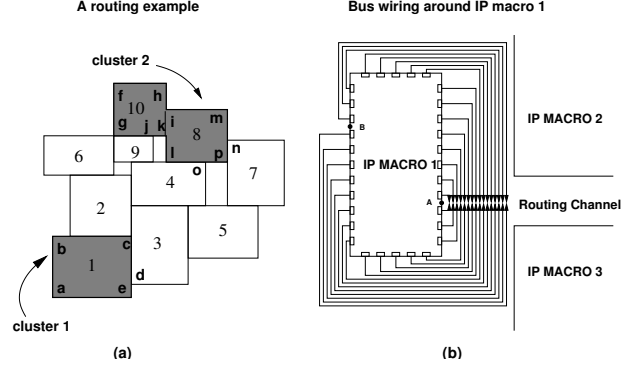 A routing example
Bus wiring around IP macro 1
cluster 2
f h
10
g j k
i m
8
l p
n
6
9
o
7
4
2
b c
1
a e
3
d
5
cluster 1
(a)
B
IP MACRO 1
A
IP MACRO 2
Routing Channel
IP MACRO 3
(b)